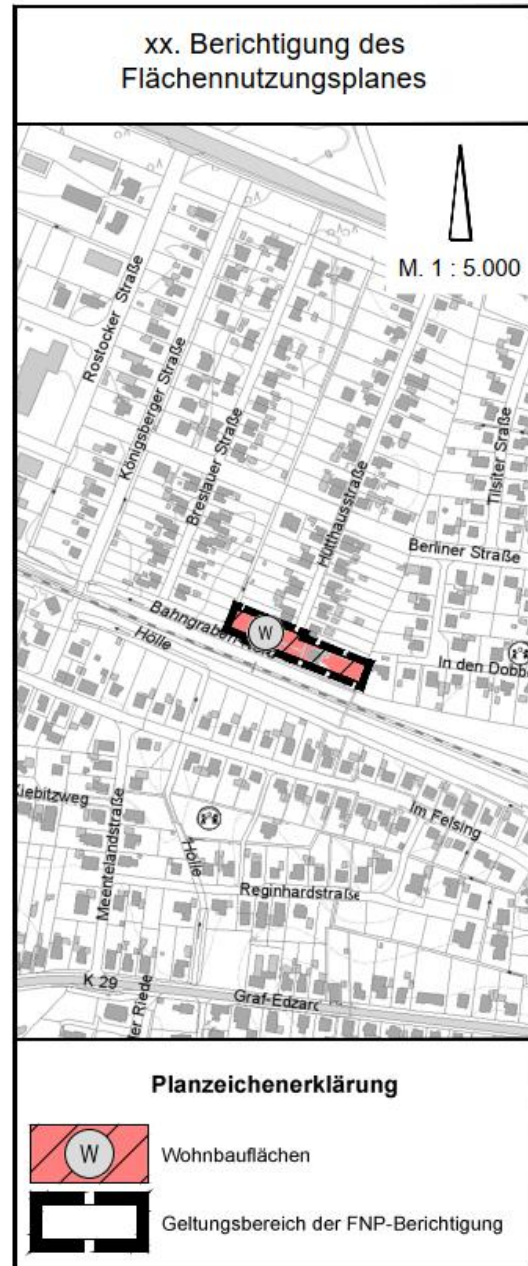 xx. Berichtigung des
Flächennutzungsplanes
M. 1 : 5.000
Rostocker Straße
Königsberger Straße
Breslauer Straße
Hütthausstraße
Tilsiter Sraße
Berliner Straße
Bahngraben
W
In den Dobb
Hölle
Kiebitzweg
Meentelandstraße
Hölle
Im Felsing
Reginhardstraße
K 29
Graf-Edzard
Riede
Planzeichenerklärung
W
Wohnbauflächen
Geltungsbereich der FNP-Berichtigung